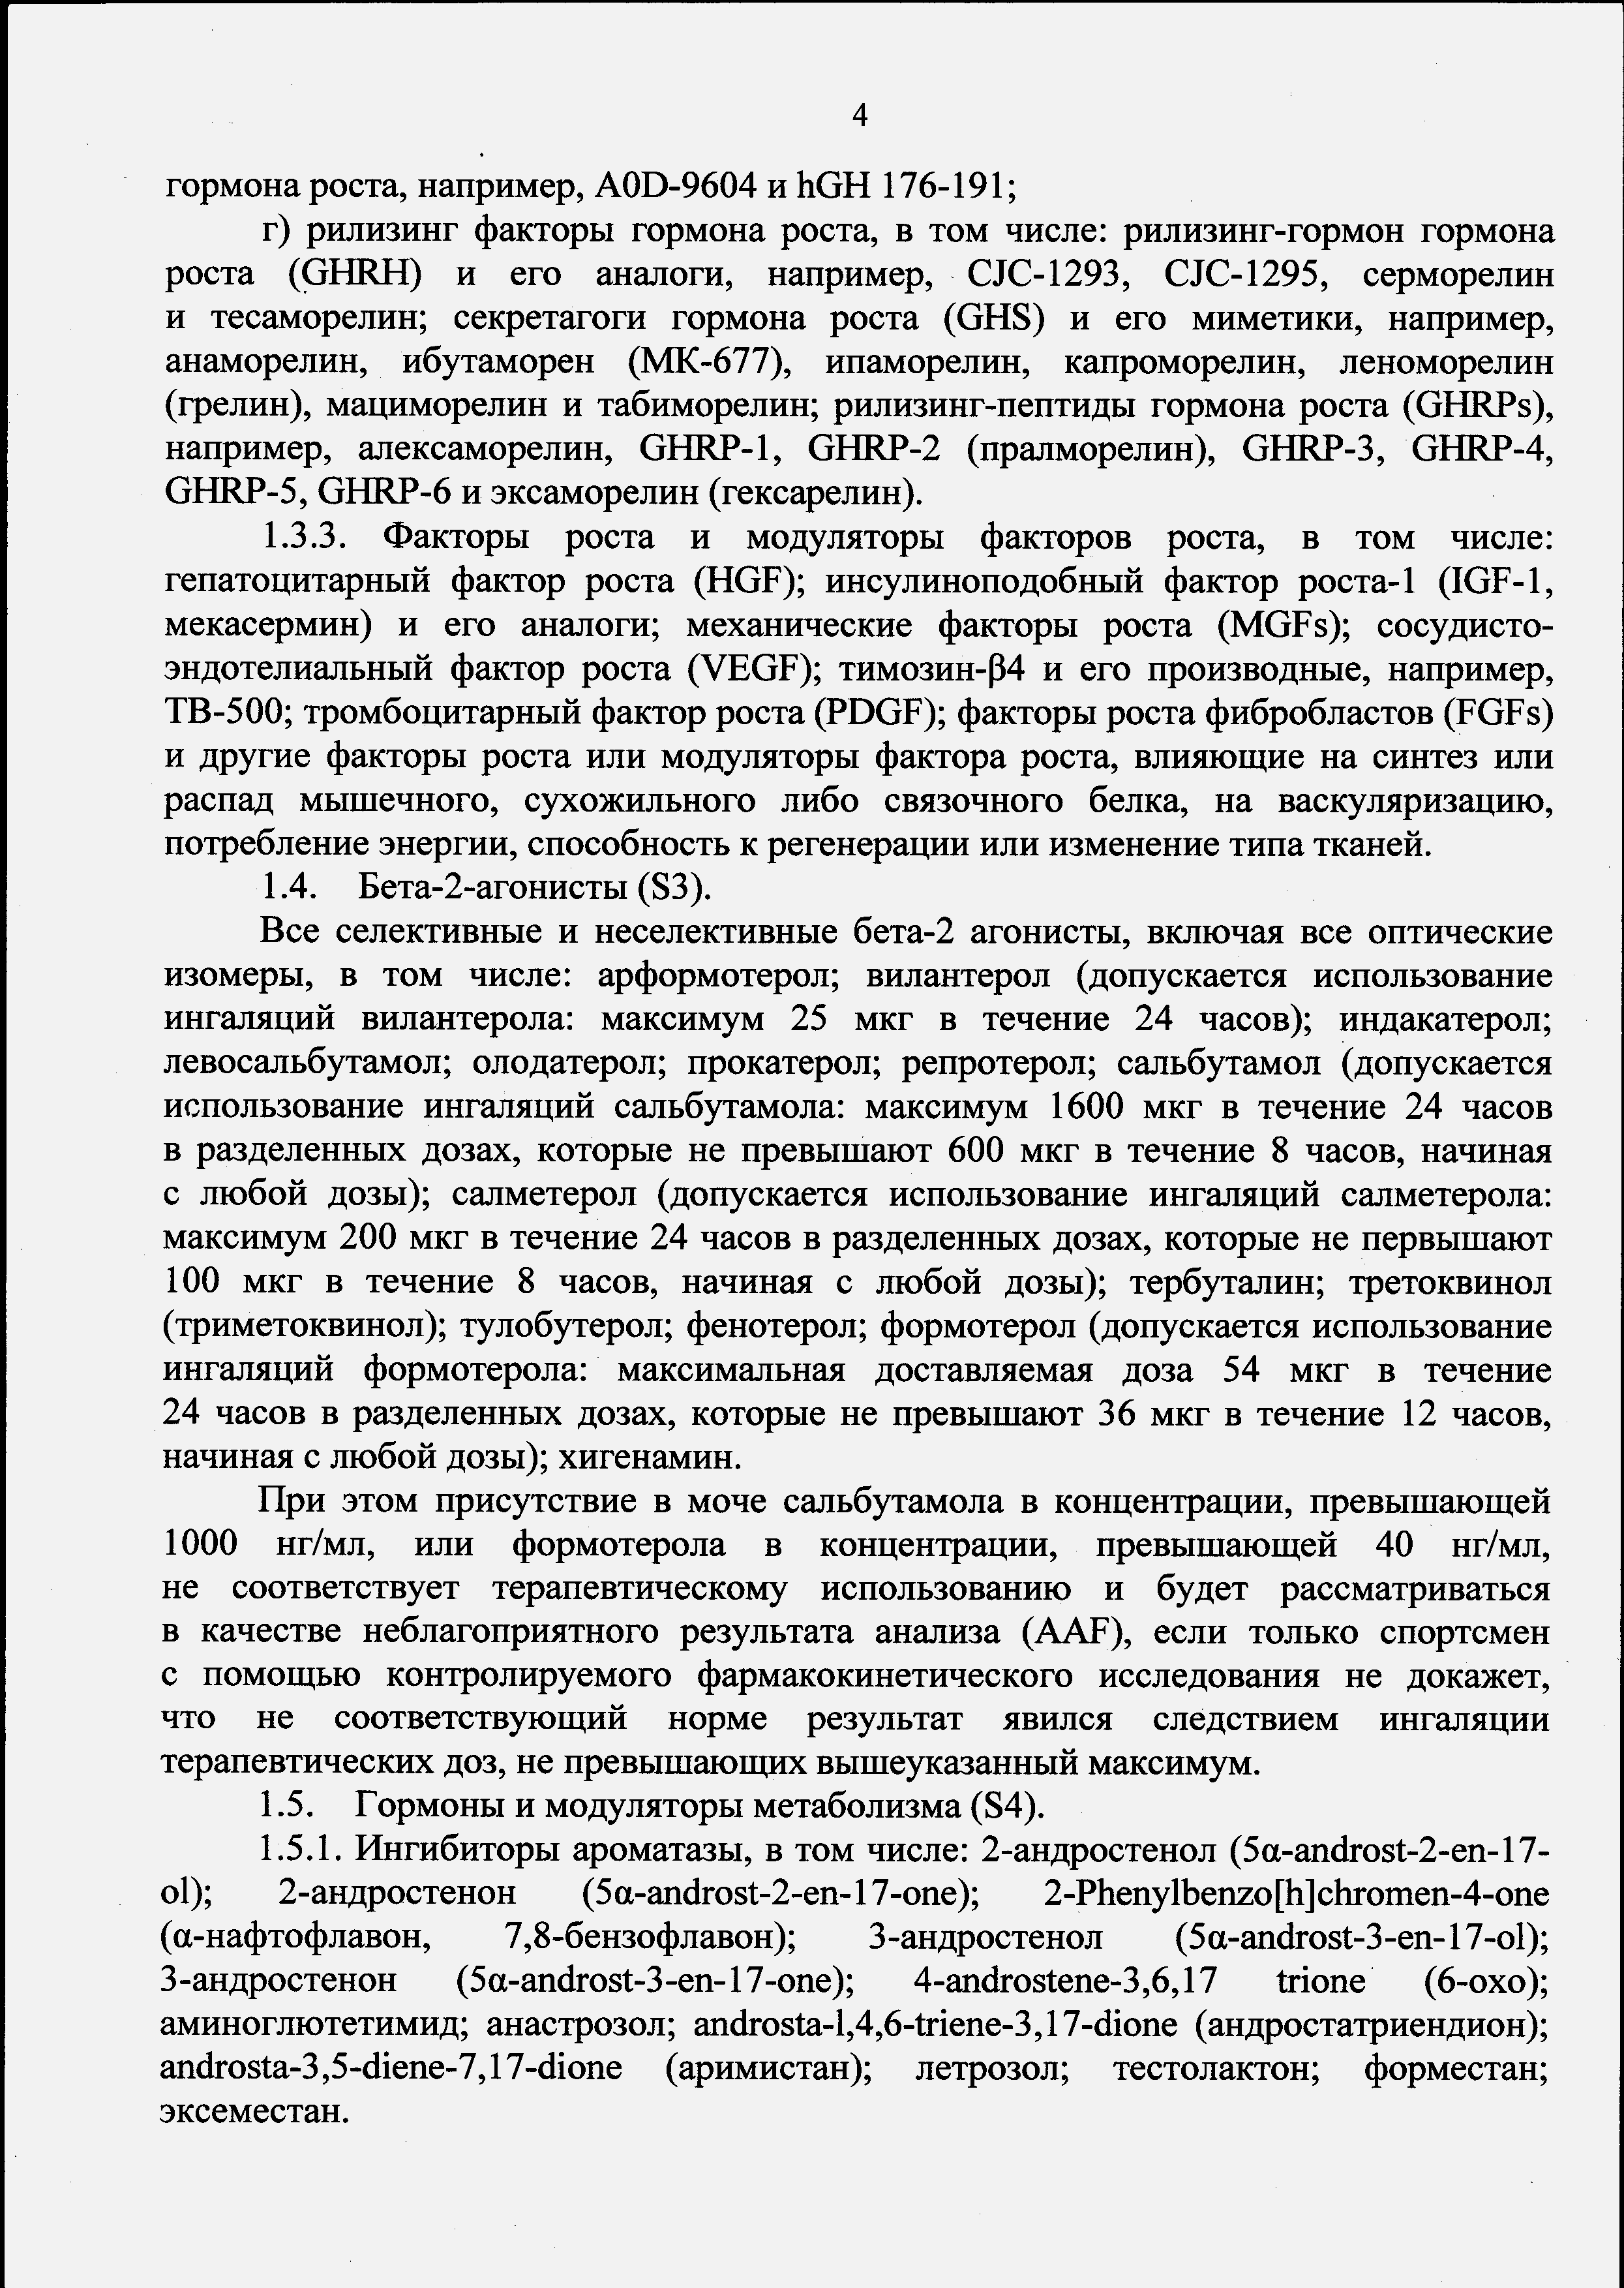 4
гормона роста, например, A0D-9604 и hGH 176-191;
г) рилизинг факторы гормона роста, в том числе: рилизинг-гормон гормона
роста (GHRH) и его аналоги, например, CJC-1293, CJC-1295, серморелин
и тесаморелин; секретагоги гормона роста (GHS) и его миметики, например,
анаморелин, ибутаморен (МК-677), ипаморелин, капроморелин, леноморелин
(грелин), мациморелин и табиморелин; рилизинг-пептиды гормона роста (GHRPs),
например, алексаморелин, GHRP-1, GHRP-2 (пралморелин), GHRP-3, GHRP-4,
GHRP-5, GHRP-6 и эксаморелин (гексарелин).
1.3.3. Факторы роста и модуляторы факторов роста, в том числе:
гепатоцитарный фактор роста (HGF); инсулиноподобный фактор роста-1 (IGF-1,
мекасермин) и его аналоги; механические факторы роста (MGFs); сосудисто-
эндотелиальный фактор роста (VEGF); тимозин-β4 и его производные, например,
ТВ-500; тромбоцитарный фактор роста (PDGF); факторы роста фибробластов (FGFs)
и другие факторы роста или модуляторы фактора роста, влияющие на синтез или
распад мышечного, сухожильного либо связочного белка, на васкуляризацию,
потребление энергии, способность к регенерации или изменение типа тканей.
1.4. Бета-2-агонисты (S3).
Все селективные и неселективные бета-2 агонисты, включая все оптические
изомеры, в том числе: арформотерол; вилантерол (допускается использование
ингаляций вилантерола: максимум 25 мкг в течение 24 часов); индакатерол;
левосальбутамол; олодатерол; прокатерол; репротерол; сальбутамол (допускается
использование ингаляций сальбутамола: максимум 1600 мкг в течение 24 часов
в разделенных дозах, которые не превышают 600 мкг в течение 8 часов, начиная
с любой дозы); салметерол (допускается использование ингаляций салметерола:
максимум 200 мкг в течение 24 часов в разделенных дозах, которые не первышают
100 мкг в течение 8 часов, начиная с любой дозы); тербуталин; третоквинол
(триметоквинол); тулобутерол; фенотерол; формотерол (допускается использование
ингаляций формотерола: максимальная доставляемая доза 54 мкг в течение
24 часов в разделенных дозах, которые не превышают 36 мкг в течение 12 часов,
начиная с любой дозы); хигенамин.
При этом присутствие в моче сальбутамола в концентрации, превышающей
1000 нг/мл, или формотерола в концентрации, превышающей 40 нг/мл,
не соответствует терапевтическому использованию и будет рассматриваться
в качестве неблагоприятного результата анализа (AAF), если только спортсмен
с помощью контролируемого фармакокинетического исследования не докажет,
что не соответствующий норме результат явился следствием ингаляции
терапевтических доз, не превышающих вышеуказанный максимум.
1.5. Гормоны и модуляторы метаболизма (S4).
1.5.1. Ингибиторы ароматазы, в том числе: 2-андростенол (5α-androst-2-en-17-
ol); 2-андростенон (5α-androst-2-en-17-one); 2-Phenylbenzo[h]chromen-4-one
(α-нафтофлавон, 7,8-бензофлавон); 3-андростенол (5α-androst-3-en-17-ol);
3-андростенон (5α-androst-3-en-17-one); 4-androstene-3,6,17 trione (6-oxo);
аминоглютетимид; анастрозол; androsta-l,4,6-triene-3,17-dione (андростатриендион);
androsta-3,5-diene-7,17-dione (аримистан); летрозол; тестолактон; форместан;
эксеместан.